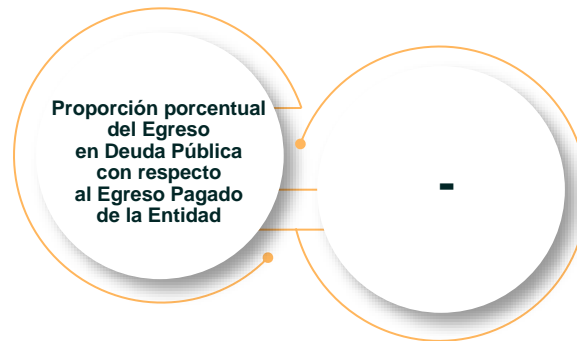 Proporción porcentual
del Egreso
en Deuda Pública
con respecto
al Egreso Pagado
de la Entidad
-